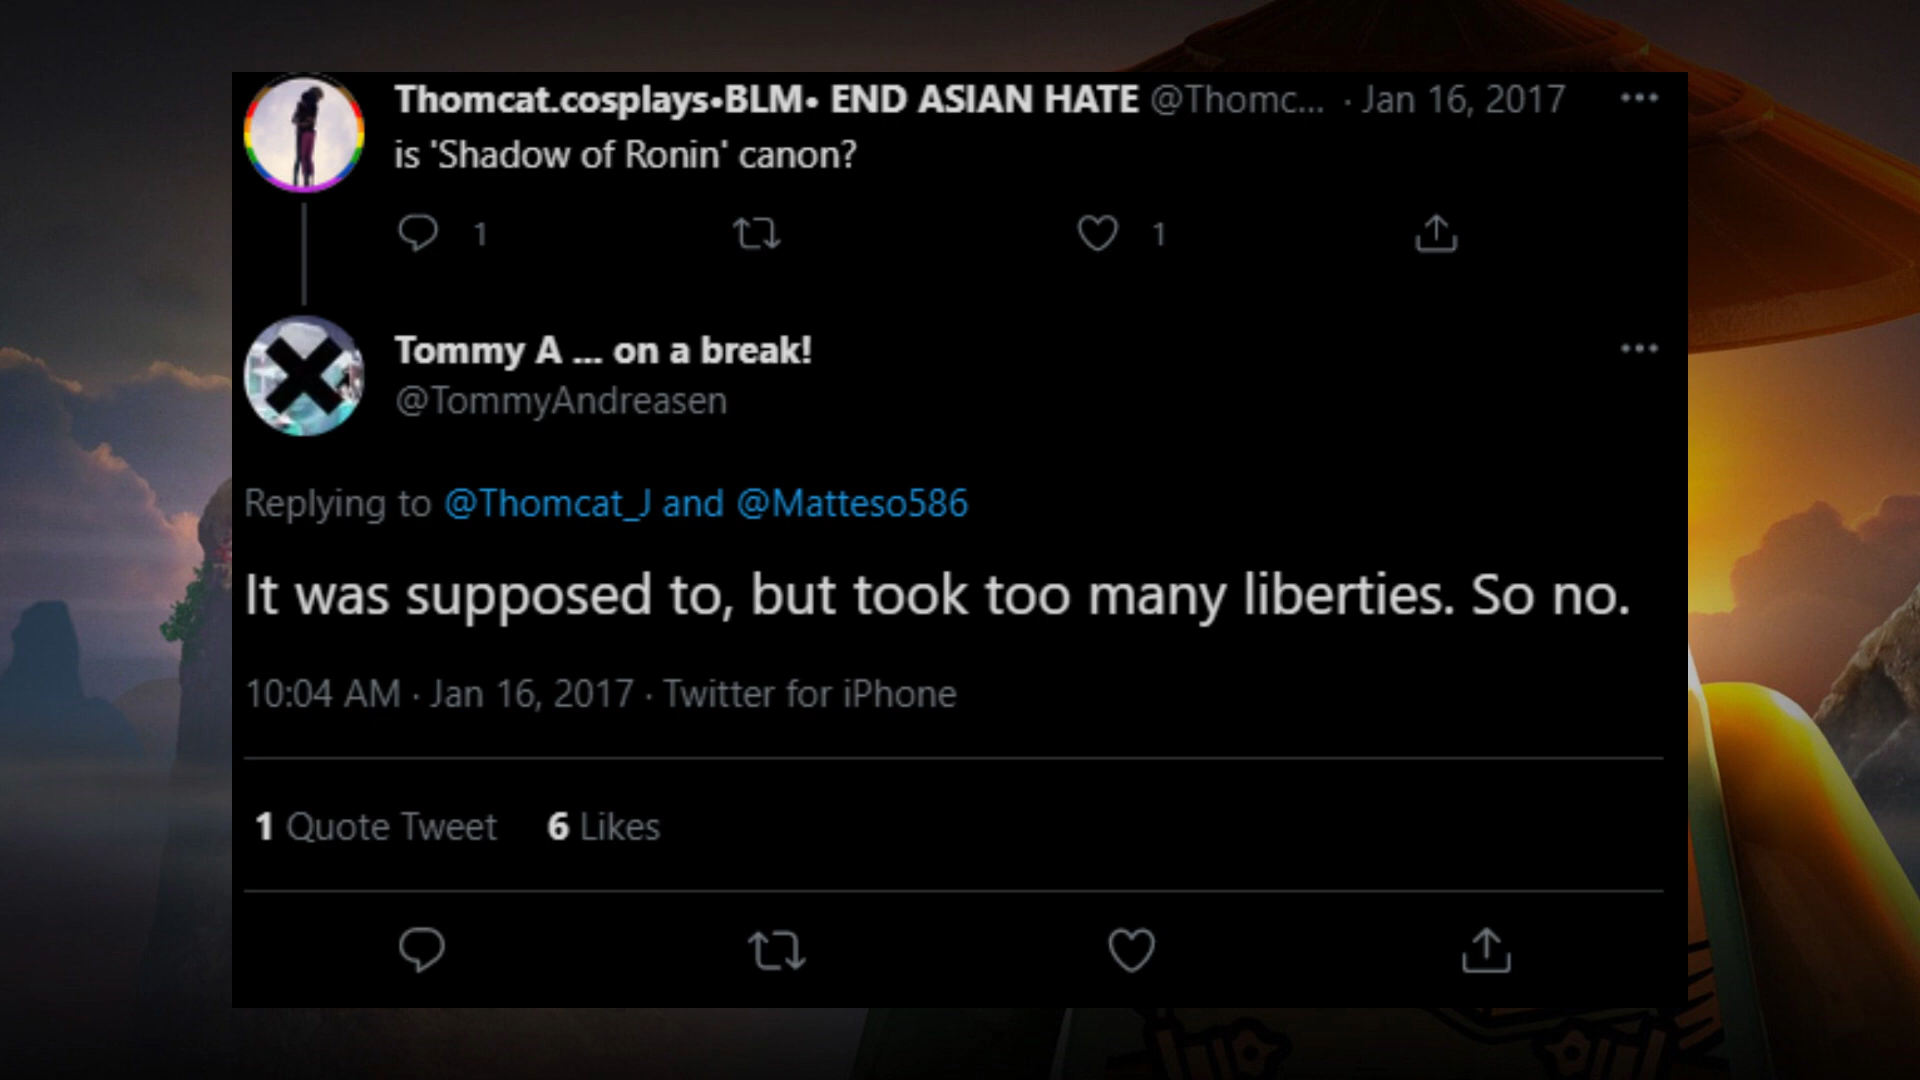 Thomcat.cosplays•BLM• END ASIAN HATE @Thomc... · Jan 16, 2017
is 'Shadow of Ronin' canon?
1 1
Tommy A ... on a break!
@TommyAndreasen
Replying to @Thomcat_J and @Matteso586
It was supposed to, but took too many liberties. So no.
10:04 AM · Jan 16, 2017 · Twitter for iPhone
1 Quote Tweet 6 Likes